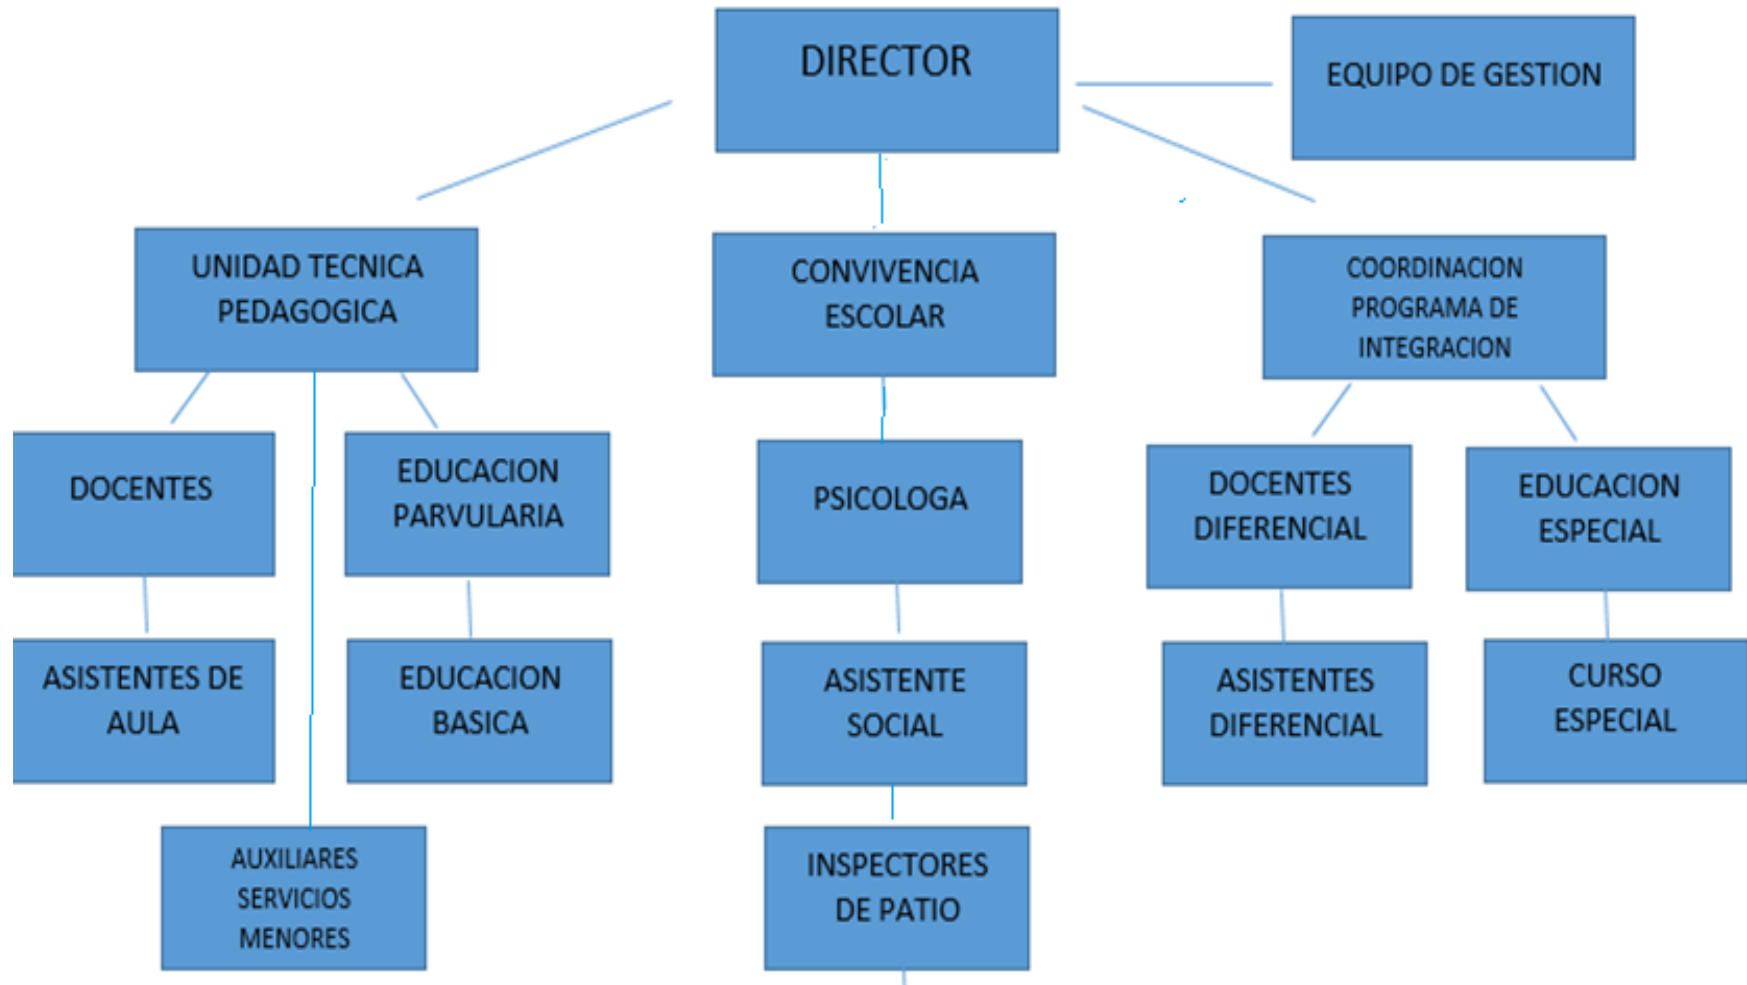 DIRECTOR
EQUIPO DE GESTION
UNIDAD TECNICA
PEDAGOGICA
CONVIVENCIA
ESCOLAR
COORDINACION
PROGRAMA DE
INTEGRACION
DOCENTES
EDUCACION
PARVULARIA
PSICOLOGA
DOCENTES
DIFERENCIAL
EDUCACION
ESPECIAL
ASISTENTES DE
AULA
EDUCACION
BASICA
ASISTENTE
SOCIAL
ASISTENTES
DIFERENCIAL
CURSO
ESPECIAL
AUXILIARES
SERVICIOS
MENORES
INSPECTORES
DE PATIO